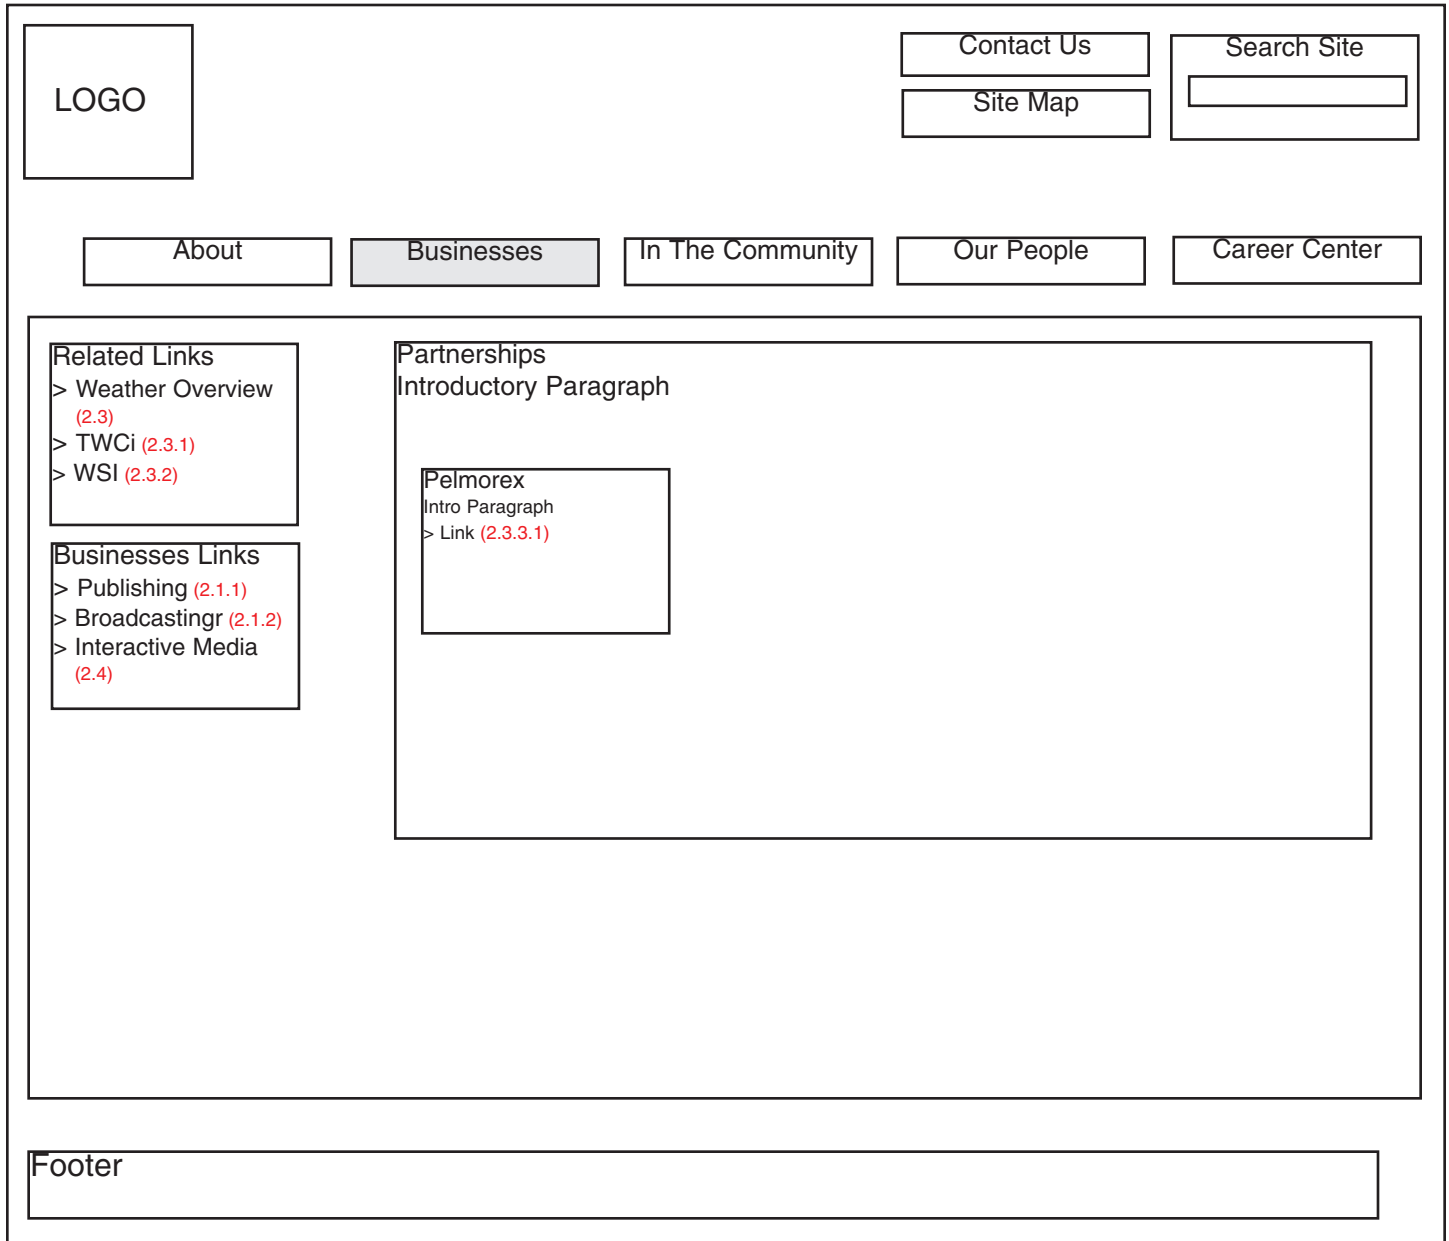 LOGO
Contact Us
Site Map
Search Site
About
Businesses
In The Community
Our People
Career Center
Related Links
> Weather Overview
(2.3)
> TWCi (2.3.1)
> WSI (2.3.2)
Businesses Links
> Publishing (2.1.1)
> Broadcastingr (2.1.2)
> Interactive Media
(2.4)
Partnerships
Introductory Paragraph
Pelmorex
Intro Paragraph
> Link (2.3.3.1)
Footer